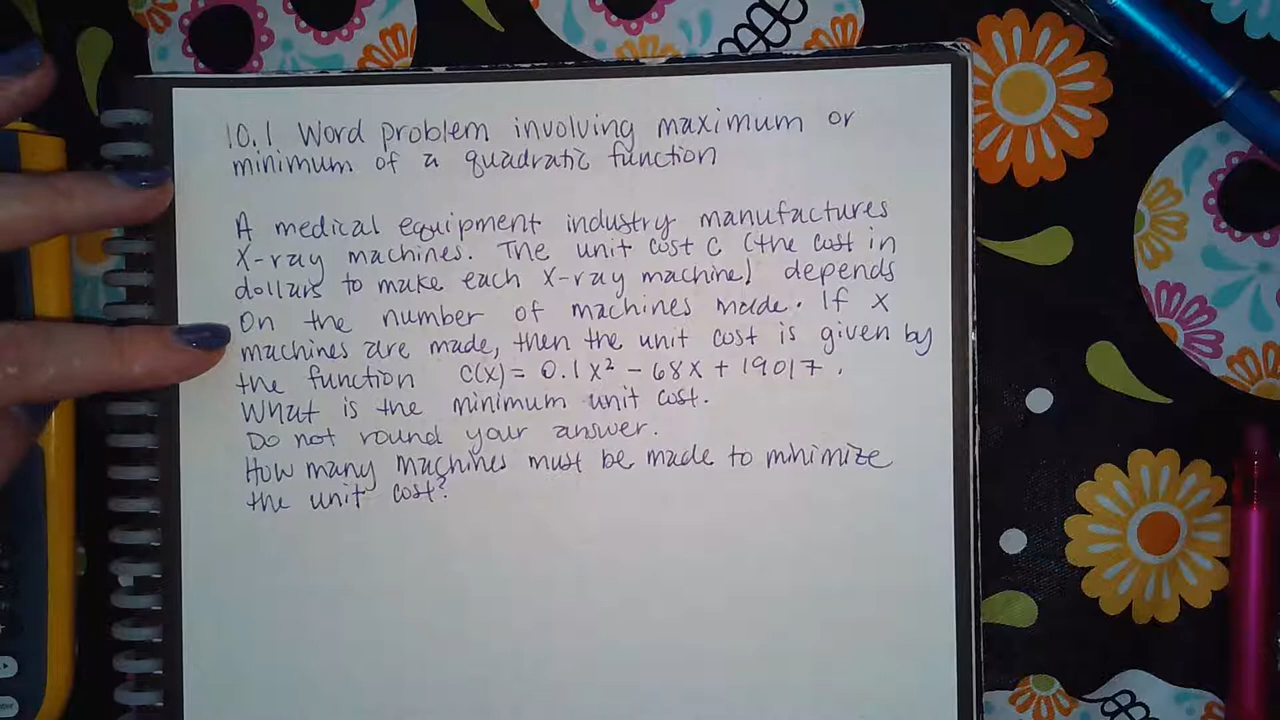 10.1 Word problem involving maximum or
minimum of a quadratic function
A medical equipment industry manufactures
X-ray machines. The unit cost C (the cost in
dollars to make each X-ray machine) depends
on the number of machines made. If x
machines are made, then the unit cost is given by
the function C(x) = 0.1x² - 68x + 19017.
What is the minimum unit cost.
Do not round your answer.
How many machines must be made to minimize
the unit cost?